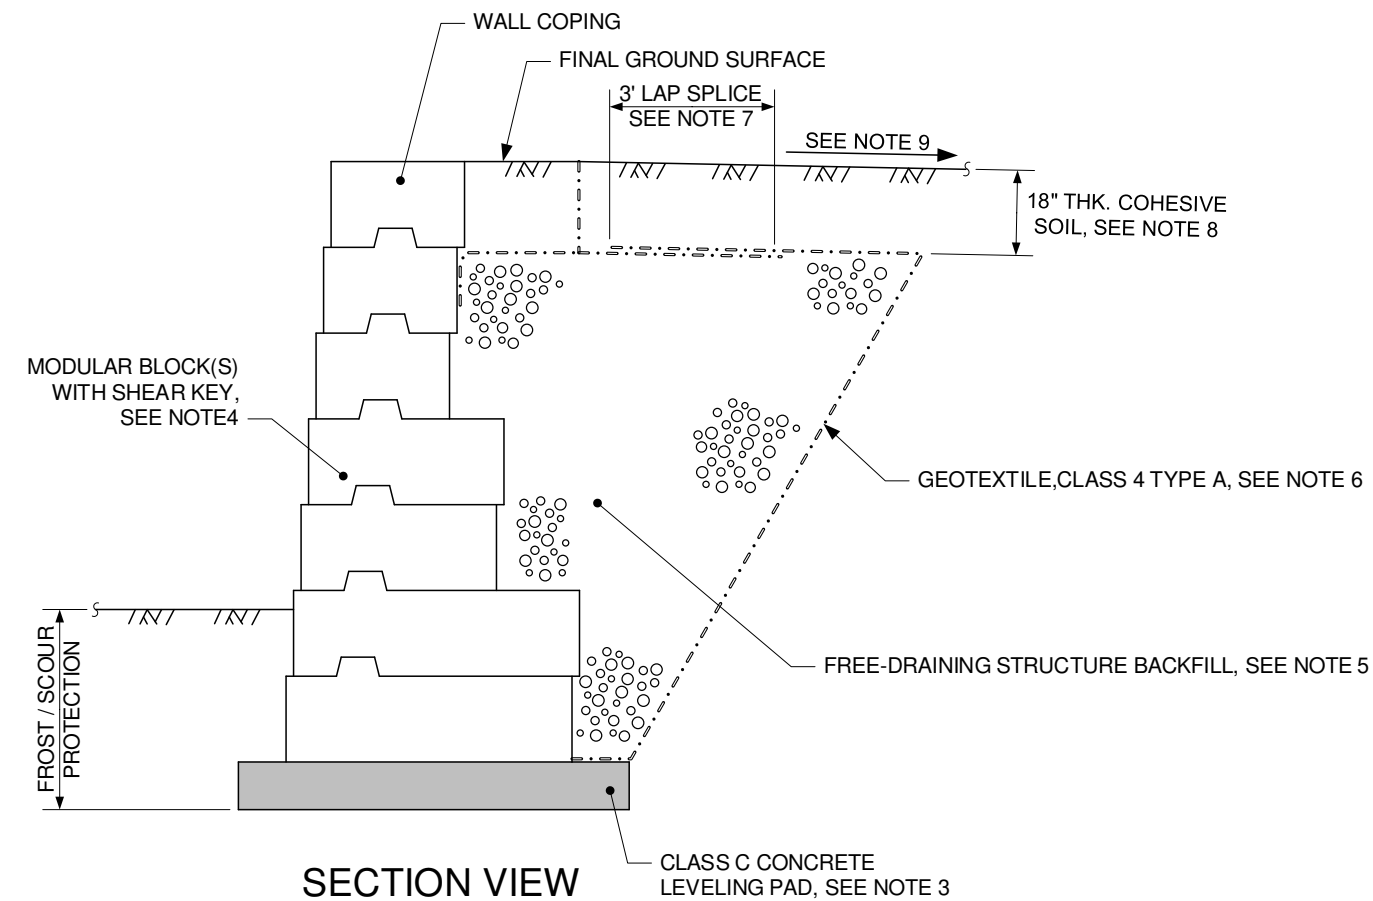 WALL COPING
FINAL GROUND SURFACE
3' LAP SPLICE
SEE NOTE 7
SEE NOTE 9
18" THK. COHESIVE
SOIL, SEE NOTE 8
MODULAR BLOCK(S)
WITH SHEAR KEY,
SEE NOTE4
GEOTEXTILE,CLASS 4 TYPE A, SEE NOTE 6
FREE-DRAINING STRUCTURE BACKFILL, SEE NOTE 5
FROST / SCOUR
PROTECTION
CLASS C CONCRETE
LEVELING PAD, SEE NOTE 3
SECTION VIEW